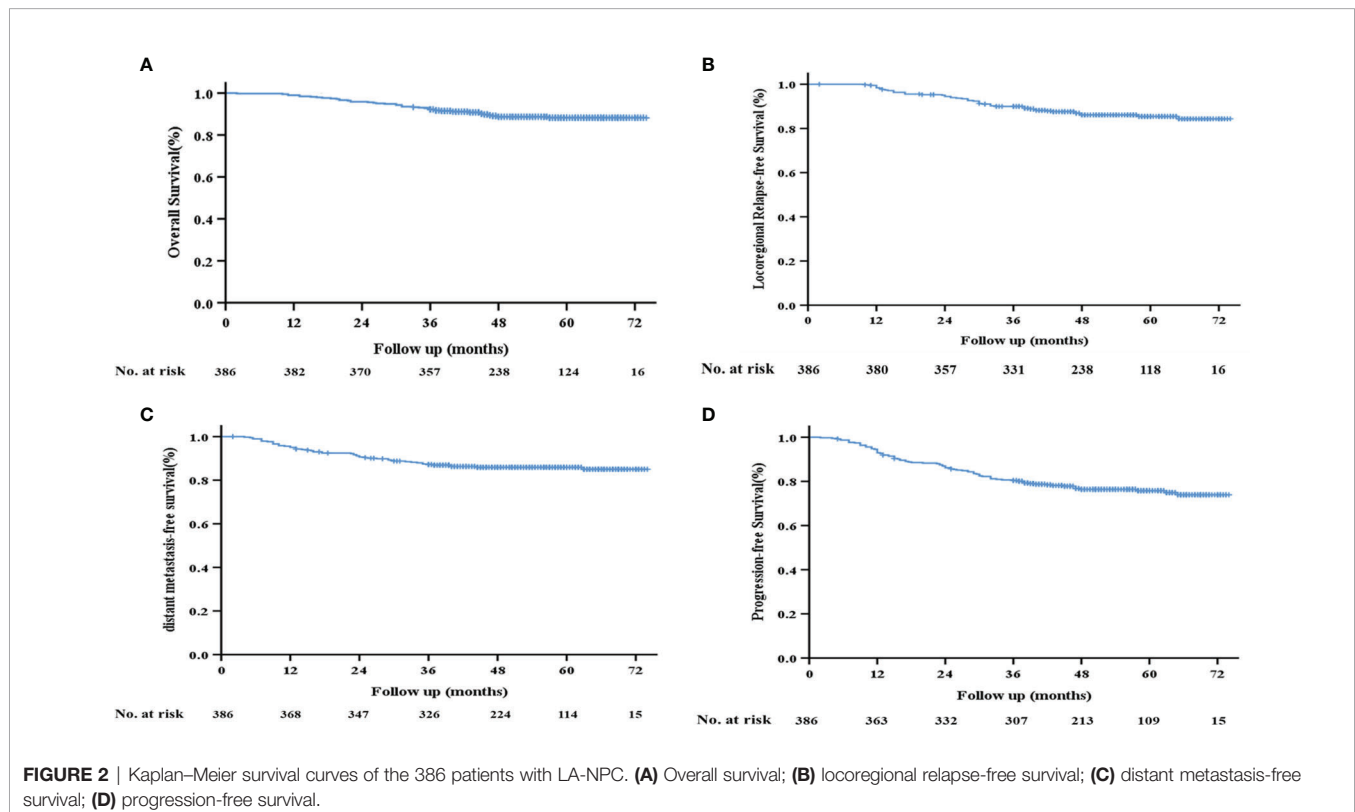 A
Overall Survival(%)
1.0
0.8
0.6
0.4
0.2
0.0
0 12 24 36 48 60 72
Follow up (months)
No. at risk 386 382 370 357 238 124 16
B
Locoregional Relapse-free Survival (%)
1.0
0.8
0.6
0.4
0.2
0.0
0 12 24 36 48 60 72
Follow up (months)
No. at risk 386 380 357 331 238 118 16
C
distant metastasis-free survival(%)
1.0
0.8
0.6
0.4
0.2
0.0
0 12 24 36 48 60 72
Follow up (months)
No. at risk 386 368 347 326 224 114 15
D
Progression-free Survival(%)
1.0
0.8
0.6
0.4
0.2
0.0
0 12 24 36 48 60 72
Follow up (months)
No. at risk 386 363 332 307 213 109 15
FIGURE 2 | Kaplan–Meier survival curves of the 386 patients with LA-NPC. (A) Overall survival; (B) locoregional relapse-free survival; (C) distant metastasis-free
survival; (D) progression-free survival.